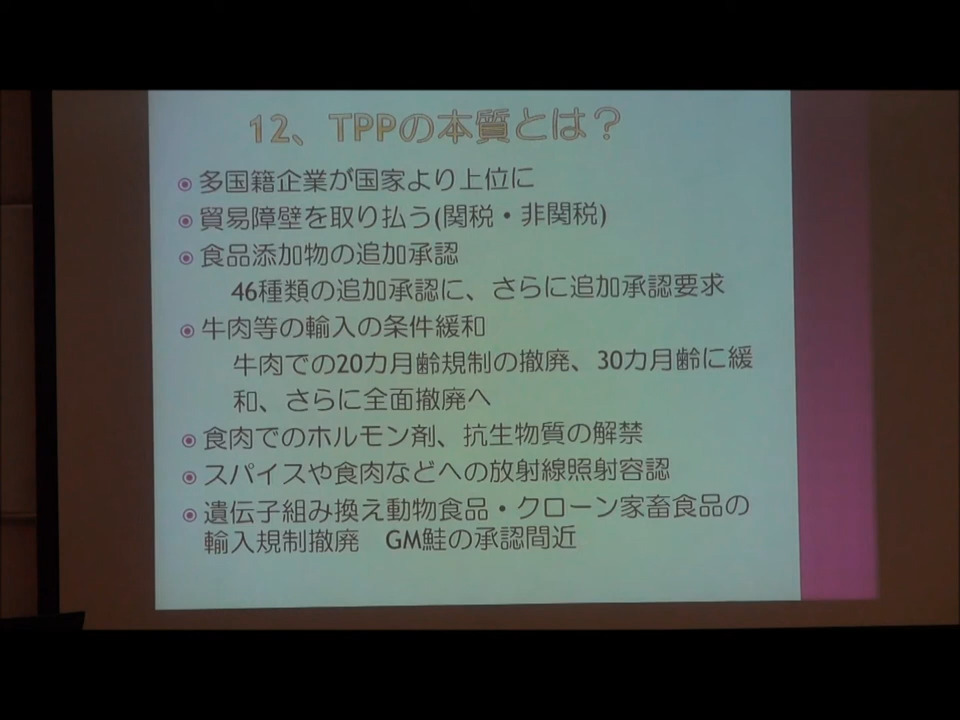 12、TPPの本質とは？
多国籍企業が国家より上位に
貿易障壁を取り払う(関税・非関税)
食品添加物の追加承認
46種類の追加承認に、さらに追加承認要求
牛肉等の輸入の条件緩和
牛肉での20カ月齢規制の撤廃、30カ月齢に緩
和、さらに全面撤廃へ
食肉でのホルモン剤、抗生物質の解禁
スパイスや食肉などへの放射線照射容認
遺伝子組み換え動物食品・クローン家畜食品の
輸入規制撤廃　GM鮭の承認間近